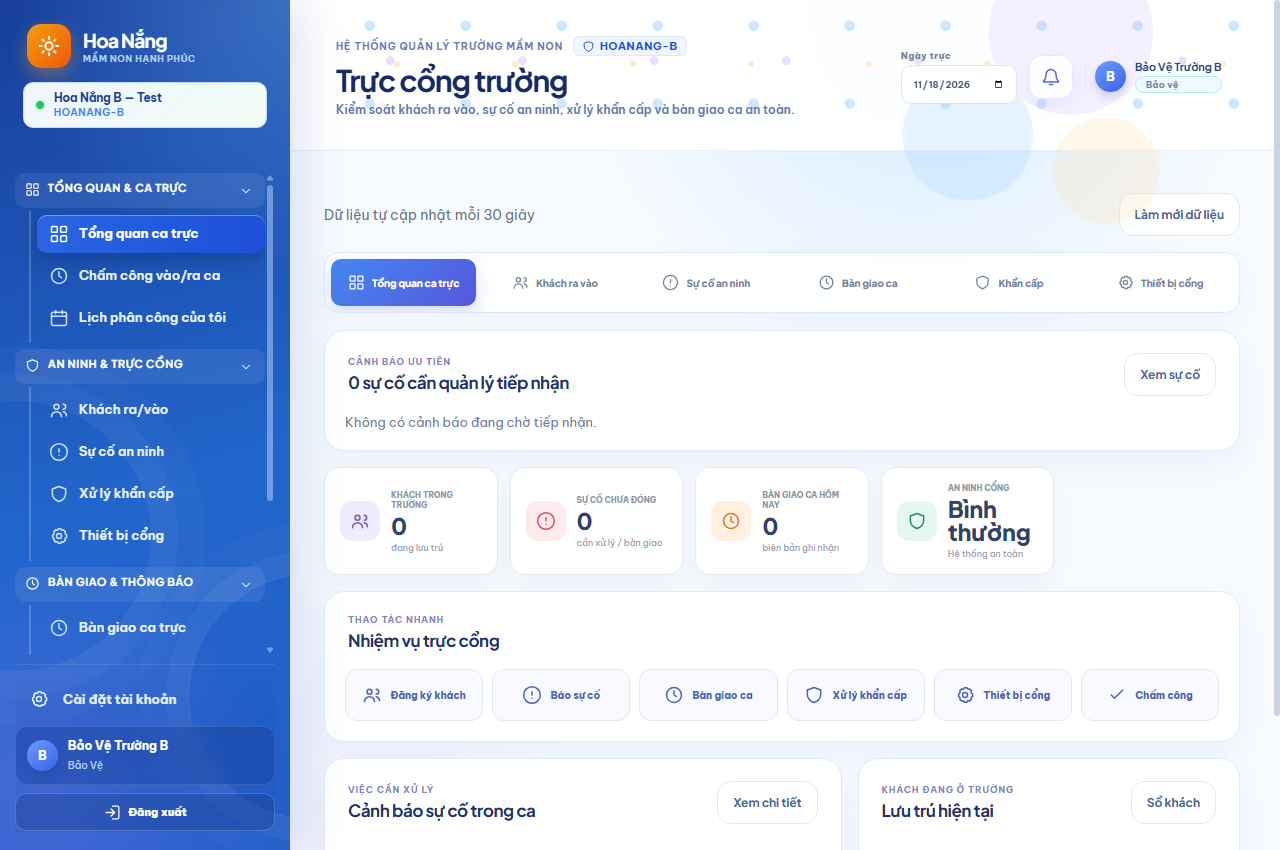 Hoa Nắng
MẦM NON HẠNH PHÚC
Hoa Nắng B – Test
HOANANG-B
TỔNG QUAN & CA TRỰC
Tổng quan ca trực
Chấm công vào/ra ca
Lịch phân công của tôi
AN NINH & TRỰC CỔNG
Khách ra/vào
Sự cố an ninh
Xử lý khẩn cấp
Thiết bị cổng
BÀN GIAO & THÔNG BÁO
Bàn giao ca trực
Cài đặt tài khoản
B
Bảo Vệ Trường B
Bảo Vệ
Đăng xuất
HỆ THỐNG QUẢN LÝ TRƯỜNG MẦM NON
HOANANG-B
Trực cổng trường
Kiểm soát khách ra vào, sự cố an ninh, xử lý khẩn cấp và bàn giao ca an toàn.
Ngày trực
11/18/2026
B
Bảo Vệ Trường B
Bảo vệ
Dữ liệu tự cập nhật mỗi 30 giây
Làm mới dữ liệu
Tổng quan ca trực
Khách ra vào
Sự cố an ninh
Bàn giao ca
Khẩn cấp
Thiết bị cổng
CẢNH BÁO ƯU TIÊN
0 sự cố cần quản lý tiếp nhận
Xem sự cố
Không có cảnh báo đang chờ tiếp nhận.
KHÁCH TRONG
TRƯỜNG
0
đang lưu trú
SỰ CỐ CHƯA ĐÓNG
0
cần xử lý / bàn giao
BÀN GIAO CA HÔM
NAY
0
biên bản ghi nhận
AN NINH CỔNG
Bình
thường
Hệ thống an toàn
THAO TÁC NHANH
Nhiệm vụ trực cổng
Đăng ký khách
Báo sự cố
Bàn giao ca
Xử lý khẩn cấp
Thiết bị cổng
Chấm công
VIỆC CẦN XỬ LÝ
Cảnh báo sự cố trong ca
Xem chi tiết
KHÁCH ĐANG Ở TRƯỜNG
Lưu trú hiện tại
Sổ khách